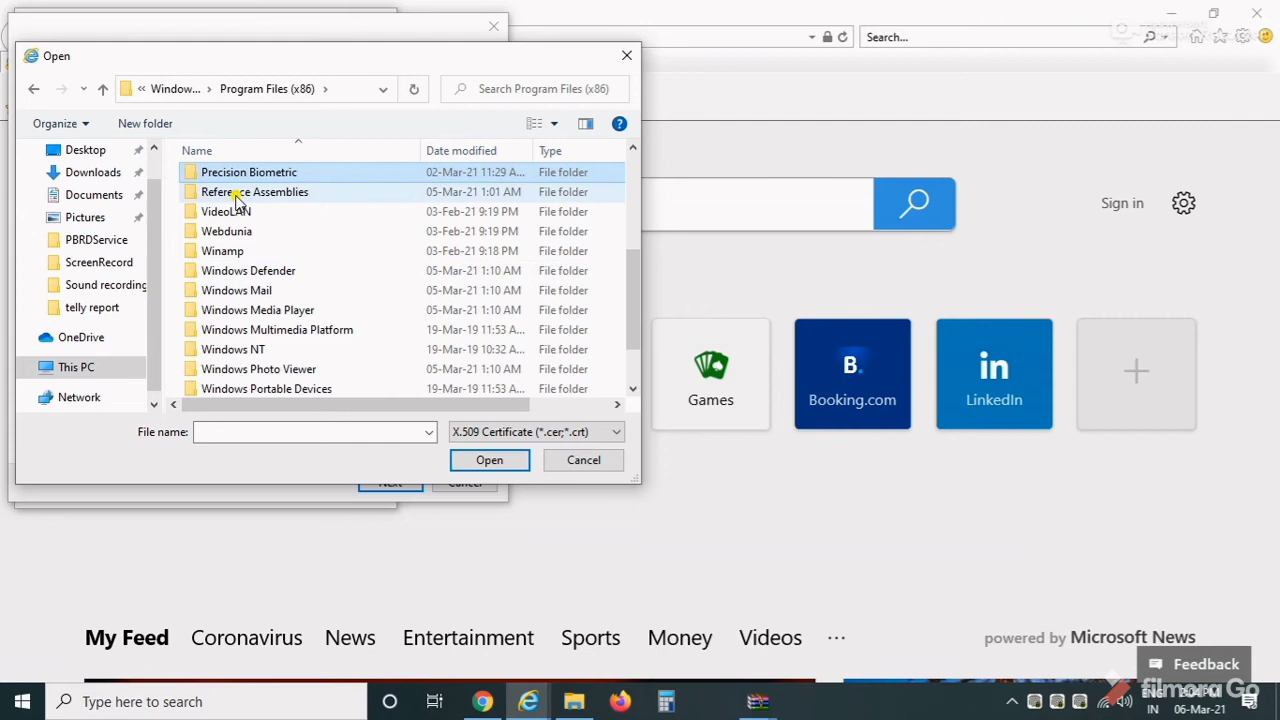 Search...
Open
« Window... › Program Files (x86) ›
Search Program Files (x86)
Organize
New folder
Name
Date modified
Type
Desktop
Downloads
Documents
Pictures
PBRDService
ScreenRecord
Sound recording
telly report
OneDrive
This PC
Network
Precision Biometric 02-Mar-21 11:29 A... File folder
Reference Assemblies 05-Mar-21 1:01 AM File folder
VideoLAN 03-Feb-21 9:19 PM File folder
Webdunia 03-Feb-21 9:19 PM File folder
Winamp 03-Feb-21 9:18 PM File folder
Windows Defender 05-Mar-21 1:10 AM File folder
Windows Mail 05-Mar-21 1:10 AM File folder
Windows Media Player 05-Mar-21 1:10 AM File folder
Windows Multimedia Platform 19-Mar-19 11:53 A... File folder
Windows NT 19-Mar-19 10:32 A... File folder
Windows Photo Viewer 05-Mar-21 1:10 AM File folder
Windows Portable Devices 19-Mar-19 11:53 A... File folder
File name:
X.509 Certificate (*.cer;*.crt)
Open
Cancel
Next
Cancel
Sign in
Games
B.
Booking.com
in
LinkedIn
My Feed
Coronavirus
News
Entertainment
Sports
Money
Videos
...
powered by Microsoft News
Feedback
filmora Go
Type here to search
ENG
IN
06-Mar-21